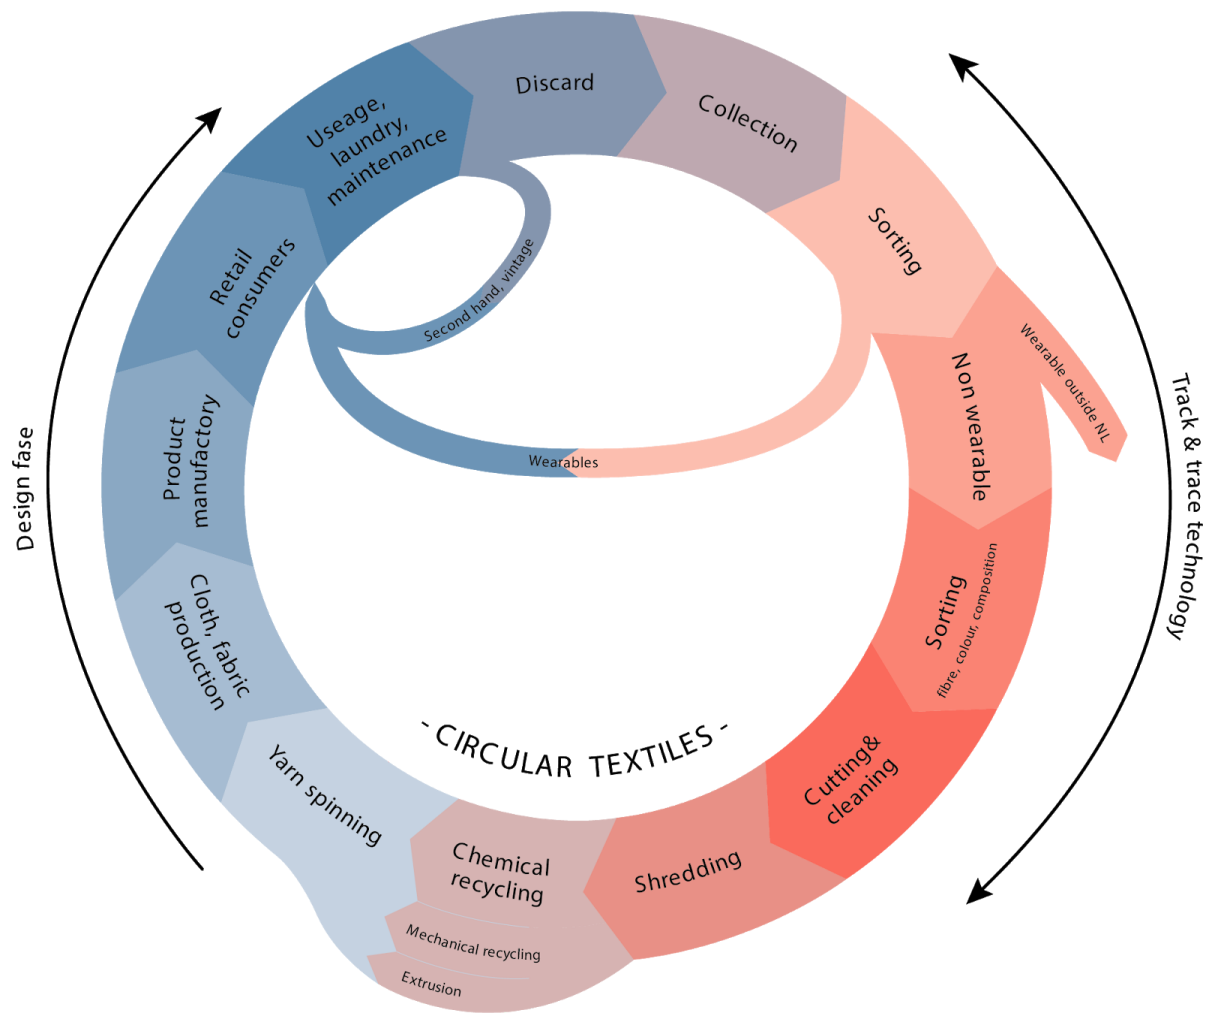 Discard
Collection
Sorting
Wearable outside NL
Non wearable
Sorting
fibre, colour, composition
Cutting&
cleaning
Shredding
Chemical
recycling
Mechanical recycling
Extrusion
Yarn spinning
Cloth, fabric
production
Product
manufactory
Retail
consumers
Useage,
laundry,
maintenance
Second hand, vintage
Wearables
- CIRCULAR TEXTILES -
Design fase
Track & trace technology